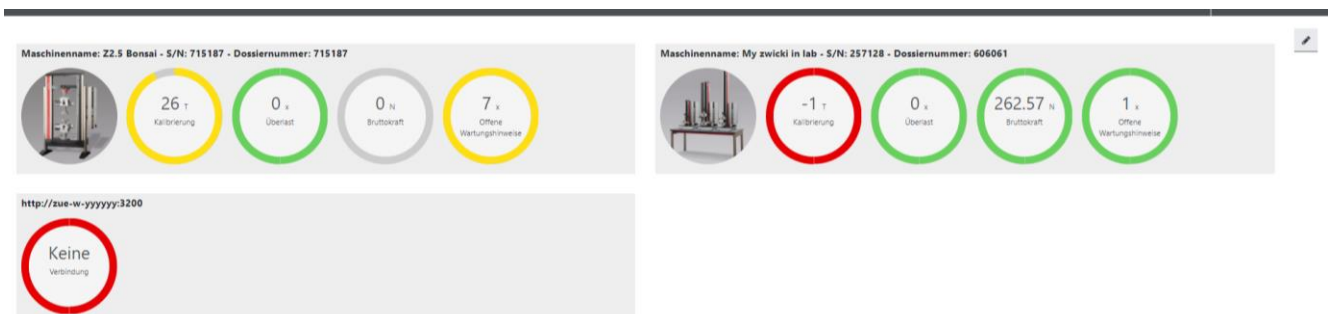 Maschinenname: Z2.5 Bonsai - S/N: 715187 - Dossiernummer: 715187
26 T
Kalibrierung
0 x
Überlast
0 N
Bruttokraft
7 x
Offene
Wartungshinweise
Maschinenname: My zwicki in lab - S/N: 257128 - Dossiernummer: 606061
-1 T
Kalibrierung
0 x
Überlast
262.57 N
Bruttokraft
1 x
Offene
Wartungshinweise
http://zue-w-yyyyyy:3200
Keine
Verbindung